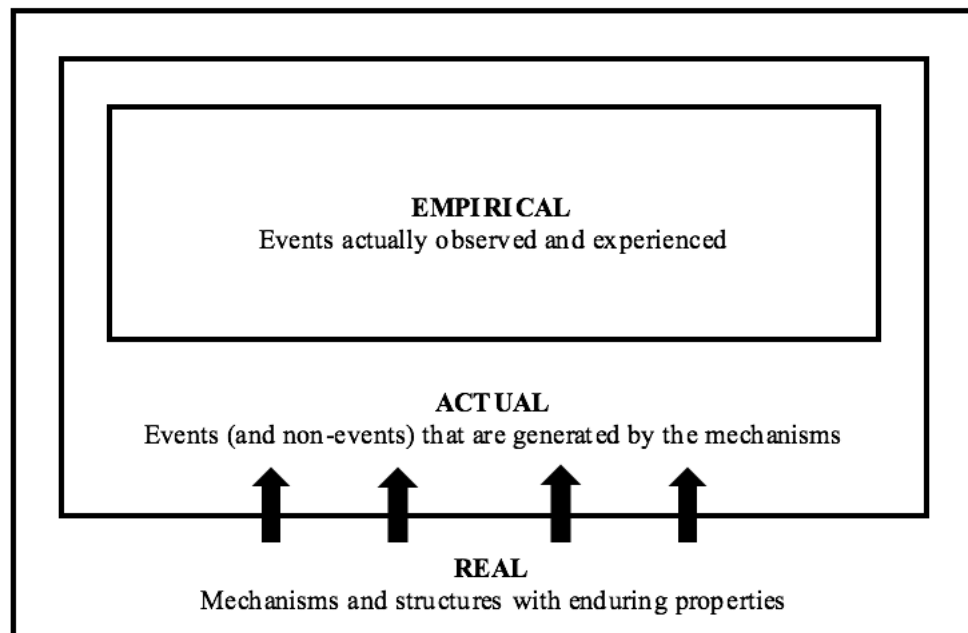 EMPIRICAL
Events actually observed and experienced
ACTUAL
Events (and non-events) that are generated by the mechanisms
REAL
Mechanisms and structures with enduring properties